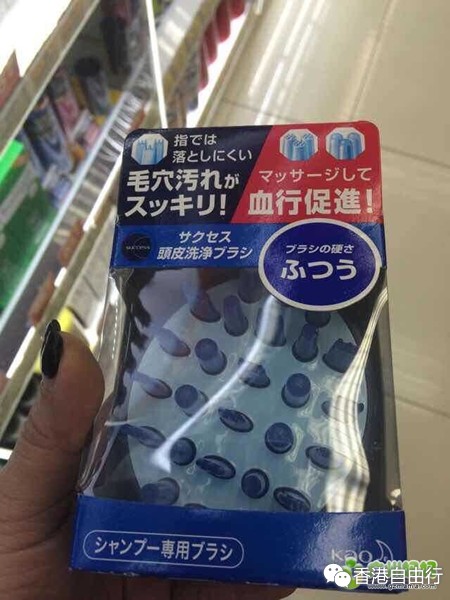 指では
落としにくい
毛穴汚れが
スッキリ!
マッサージして
血行促進!
SUCCESS
サクセス
頭皮洗浄ブラシ
ブラシの硬さ
ふつう
シャンプー専用ブラシ
Kao
香港自由行